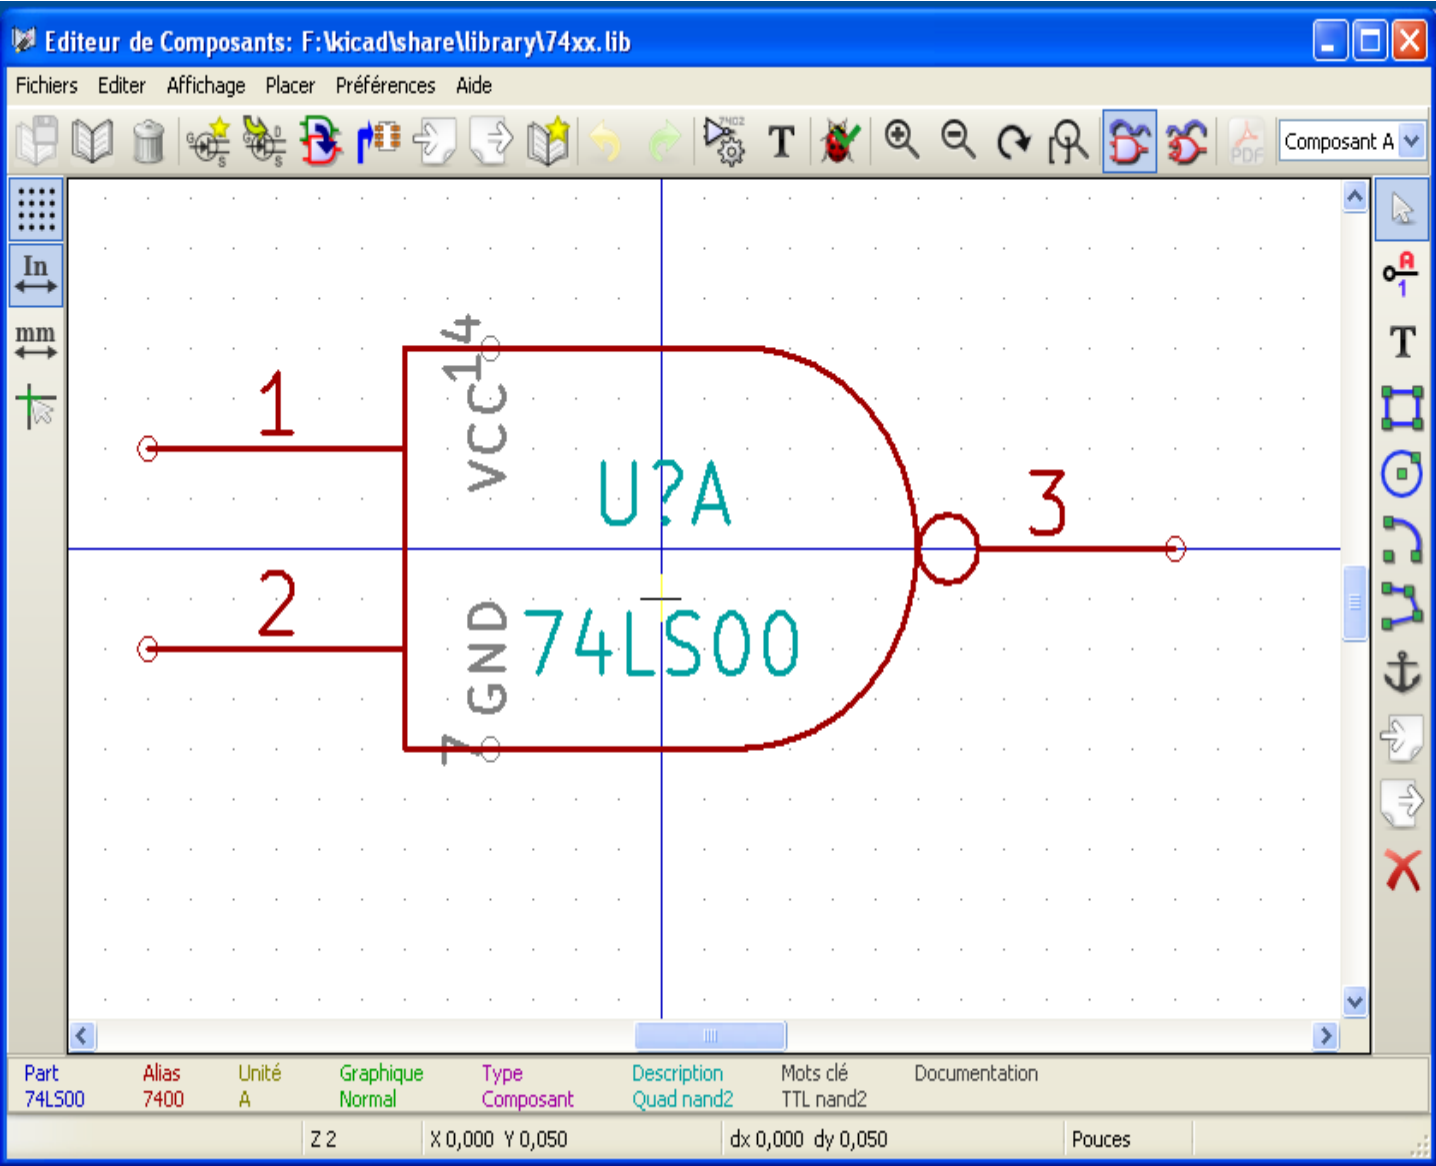 Editeur de Composants: F:\kicad\share\library\74xx.lib
Fichiers Editer Affichage Placer Préférences Aide
T
PDF
Composant A
In
mm
A
1
T
14
VCC
1
U?A
3
2
GND
74LS00
7
Part Alias Unité Graphique Type Description Mots clé Documentation
74LS00 7400 A Normal Composant Quad nand2 TTL nand2
Z 2 X 0,000 Y 0,050 dx 0,000 dy 0,050 Pouces